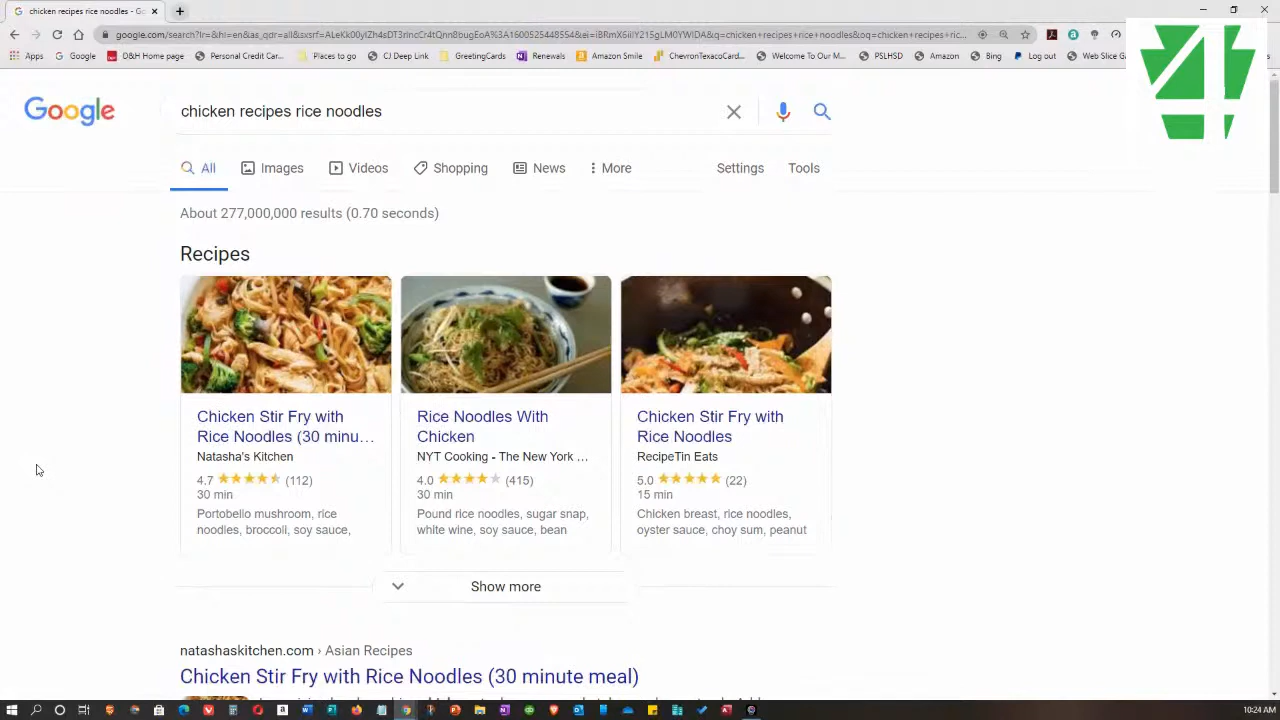 chicken recipes rice noodles - Go
Apps
Google
D&H Home page
Personal Credit Car...
CJ Deep Link
GreetingCards
Renewals
Amazon Smile
ChevronTexacoCard...
Welcome To Our M...
PDP HOME
Shopko
Amazon
Bing
Log out
Web SLSD
Google
chicken recipes rice noodles
All
Images
Videos
Shopping
News
More
Settings
Tools
About 277,000,000 results (0.70 seconds)
Recipes
Chicken Stir Fry with
Rice Noodles (30 minu...
Natasha's Kitchen
4.7 (112)
30 min
Portobello mushroom, rice
noodles, broccoli, soy sauce,
Rice Noodles With
Chicken
NYT Cooking - The New York ...
4.0 (415)
30 min
Pound rice noodles, sugar snap,
white wine, soy sauce, bean
Chicken Stir Fry with
Rice Noodles
RecipeTin Eats
5.0 (22)
15 min
Chicken breast, rice noodles,
oyster sauce, choy sum, peanut
Show more
natashaskitchen.com › Asian Recipes
Chicken Stir Fry with Rice Noodles (30 minute meal)
10:24 AM
4